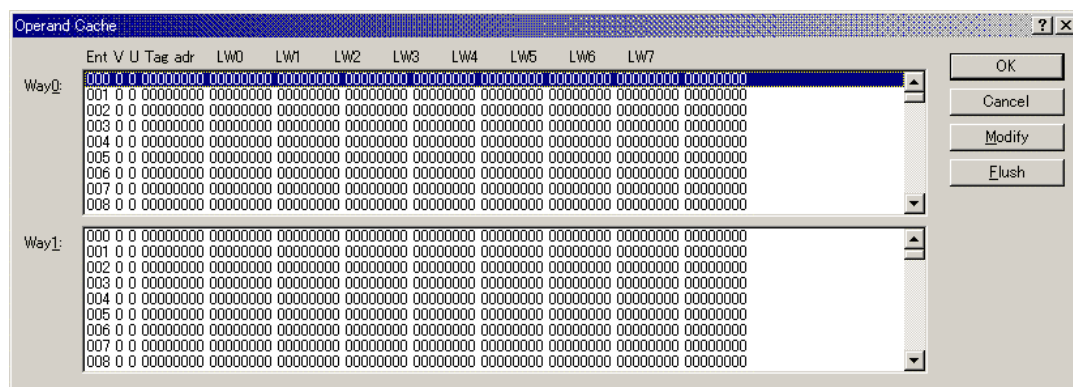 Operand Cache
Ent V U Tag adr LW0 LW1 LW2 LW3 LW4 LW5 LW6 LW7
Way0:
000 0 0 00000000 00000000 00000000 00000000 00000000 00000000 00000000 00000000 00000000
001 0 0 00000000 00000000 00000000 00000000 00000000 00000000 00000000 00000000 00000000
002 0 0 00000000 00000000 00000000 00000000 00000000 00000000 00000000 00000000 00000000
003 0 0 00000000 00000000 00000000 00000000 00000000 00000000 00000000 00000000 00000000
004 0 0 00000000 00000000 00000000 00000000 00000000 00000000 00000000 00000000 00000000
005 0 0 00000000 00000000 00000000 00000000 00000000 00000000 00000000 00000000 00000000
006 0 0 00000000 00000000 00000000 00000000 00000000 00000000 00000000 00000000 00000000
007 0 0 00000000 00000000 00000000 00000000 00000000 00000000 00000000 00000000 00000000
008 0 0 00000000 00000000 00000000 00000000 00000000 00000000 00000000 00000000 00000000
Way1:
000 0 0 00000000 00000000 00000000 00000000 00000000 00000000 00000000 00000000 00000000
001 0 0 00000000 00000000 00000000 00000000 00000000 00000000 00000000 00000000 00000000
002 0 0 00000000 00000000 00000000 00000000 00000000 00000000 00000000 00000000 00000000
003 0 0 00000000 00000000 00000000 00000000 00000000 00000000 00000000 00000000 00000000
004 0 0 00000000 00000000 00000000 00000000 00000000 00000000 00000000 00000000 00000000
005 0 0 00000000 00000000 00000000 00000000 00000000 00000000 00000000 00000000 00000000
006 0 0 00000000 00000000 00000000 00000000 00000000 00000000 00000000 00000000 00000000
007 0 0 00000000 00000000 00000000 00000000 00000000 00000000 00000000 00000000 00000000
008 0 0 00000000 00000000 00000000 00000000 00000000 00000000 00000000 00000000 00000000
OK
Cancel
Modify
Flush